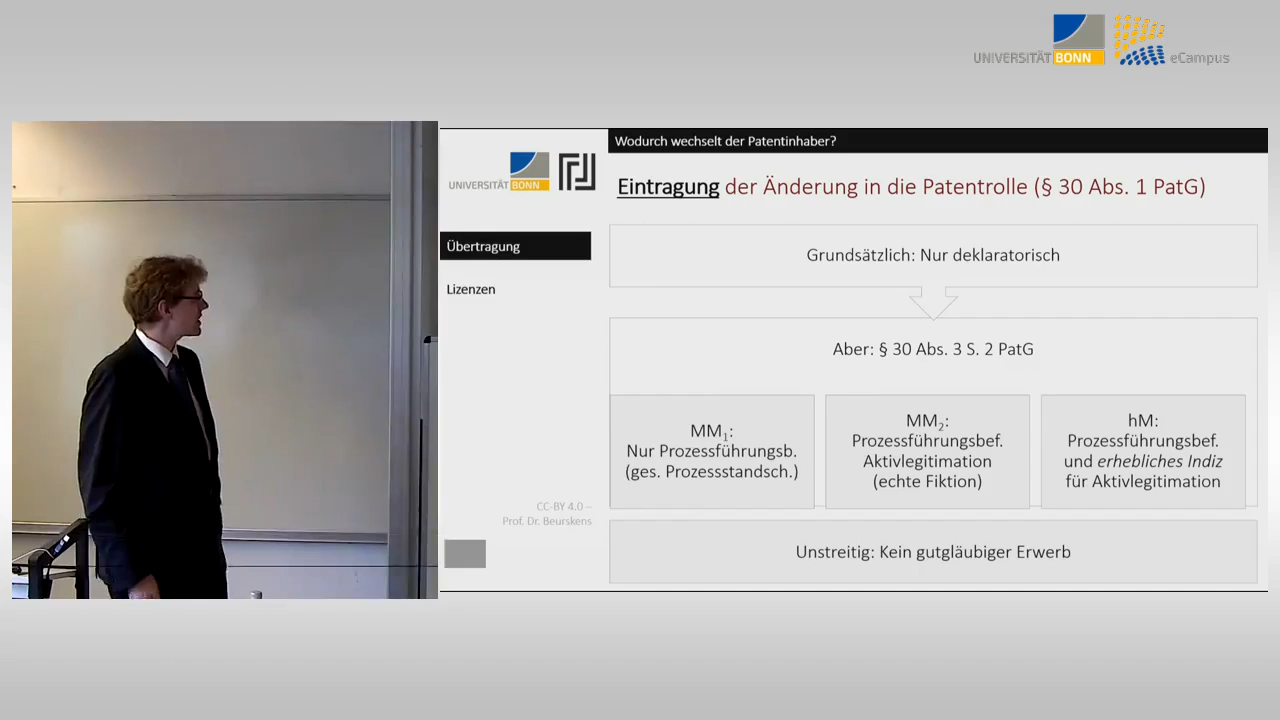 UNIVERSITÄT BONN eCampus
Wodurch wechselt der Patentinhaber?
UNIVERSITÄT BONN
Eintragung der Änderung in die Patentrolle (§ 30 Abs. 1 PatG)
Übertragung
Lizenzen
Grundsätzlich: Nur deklaratorisch
Aber: § 30 Abs. 3 S. 2 PatG
MM1:
Nur Prozessführungsb.
(ges. Prozessstandsch.)
MM2:
Prozessführungsbef.
Aktivlegitimation
(echte Fiktion)
hM:
Prozessführungsbef.
und erhebliches Indiz
für Aktivlegitimation
CC-BY 4.0 –
Prof. Dr. Beurskens
Unstreitig: Kein gutgläubiger Erwerb